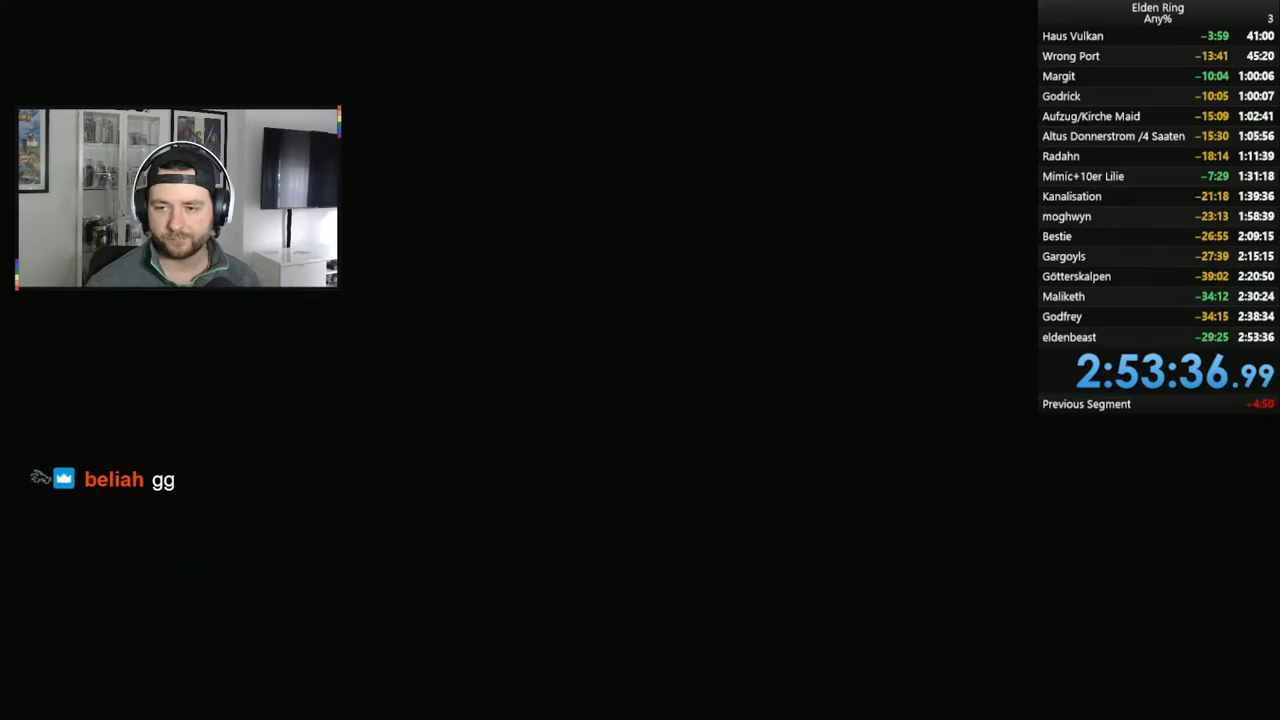 Elden Ring
Any%
3
Haus Vulkan -3:59 41:00
Wrong Port -13:41 45:20
Margit -10:04 1:00:06
Godrick -10:05 1:00:07
Aufzug/Kirche Maid -15:09 1:02:41
Altus Donnerstrom /4 Saaten -15:30 1:05:56
Radahn -18:14 1:11:39
Mimic+10er Lilie -7:29 1:31:18
Kanalisation -21:18 1:39:36
moghwyn -23:13 1:58:39
Bestie -26:55 2:09:15
Gargoyls -27:39 2:15:15
Götterskalpen -39:02 2:20:50
Maliketh -34:12 2:30:24
Godfrey -34:15 2:38:34
eldenbeast -29:25 2:53:36
2:53:36.99
Previous Segment +4:50
beliah gg